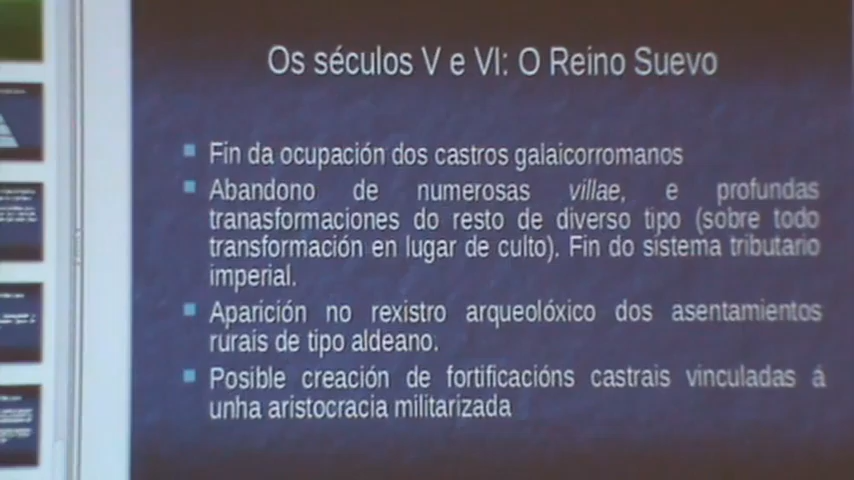 Os séculos V e VI: O Reino Suevo
Fin da ocupación dos castros galaicorromanos
Abandono de numerosas villae, e profundas
tranasformaciones do resto de diverso tipo (sobre todo
transformación en lugar de culto). Fin do sistema tributario
imperial.
Aparición no rexistro arqueolóxico dos asentamientos
rurais de tipo aldeano.
Posible creación de fortificacións castrais vinculadas á
unha aristocracia militarizada